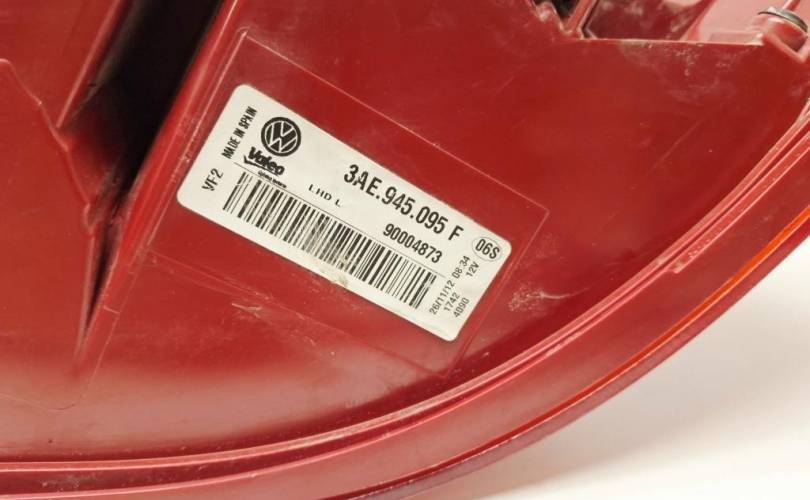 MADE IN SPAIN
Valeo
VF2
LHD L
3AE.945.095 F
90004873
06S
26/11/12 08:34
1742 12V
4090